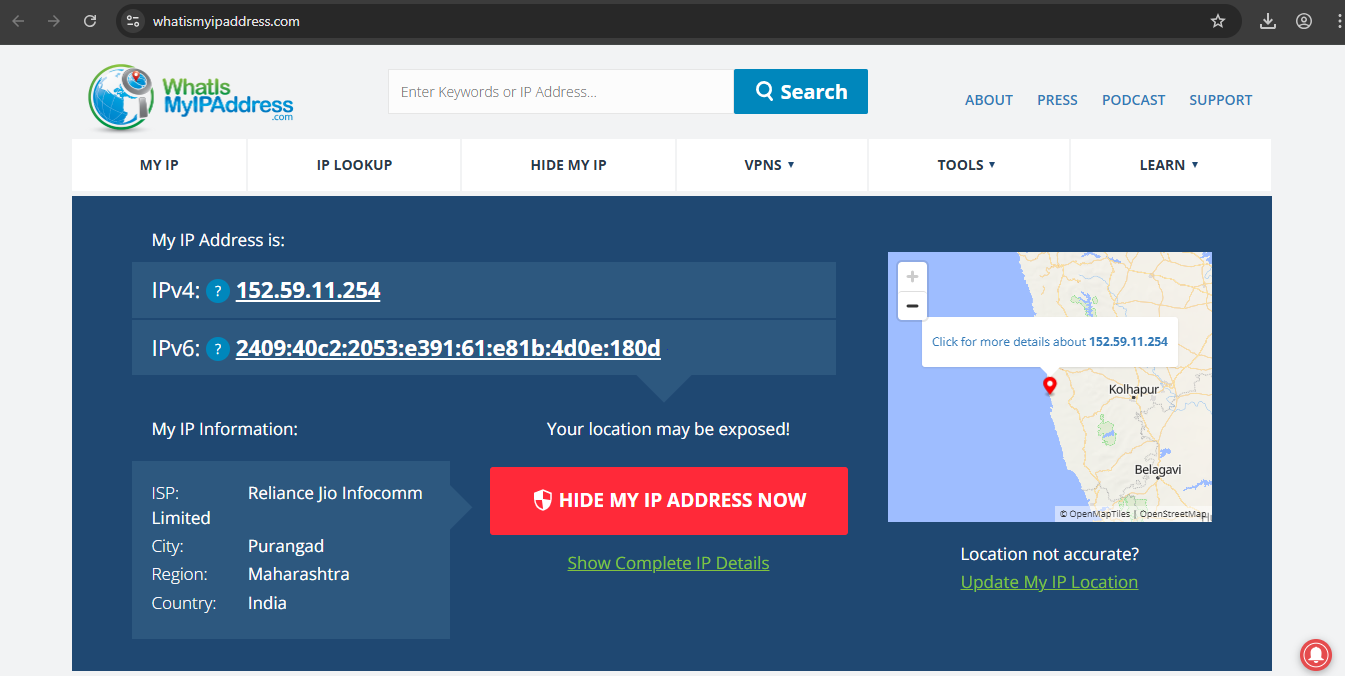 whatismyipaddress.com
WhatIs
MyIPAddress
.com
Enter Keywords or IP Address...
Search
ABOUT PRESS PODCAST SUPPORT
MY IP IP LOOKUP HIDE MY IP VPNS ▼ TOOLS ▼ LEARN ▼
My IP Address is:
IPv4: ? 152.59.11.254
IPv6: ? 2409:40c2:2053:e391:61:e81b:4d0e:180d
My IP Information:
ISP: Reliance Jio Infocomm
Limited
City: Purangad
Region: Maharashtra
Country: India
Your location may be exposed!
HIDE MY IP ADDRESS NOW
Show Complete IP Details
+
−
Click for more details about 152.59.11.254
Kolhapur
Belagavi
© OpenMapTiles | OpenStreetMap
Location not accurate?
Update My IP Location